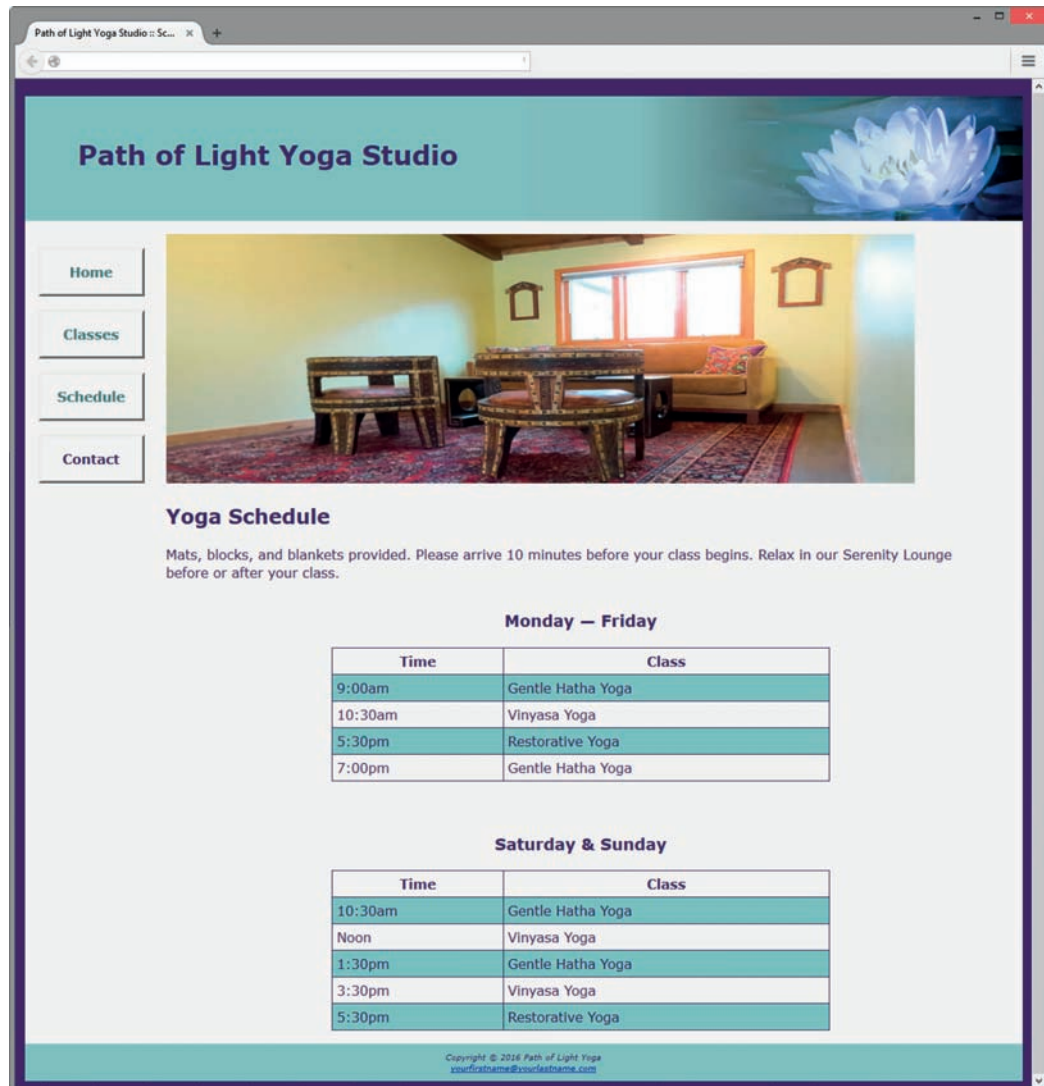 Path of Light Yoga Studio :: Sc...
Path of Light Yoga Studio
Home
Classes
Schedule
Contact
Yoga Schedule
Mats, blocks, and blankets provided. Please arrive 10 minutes before your class begins. Relax in our Serenity Lounge
before or after your class.
Monday — Friday
Time Class
9:00am Gentle Hatha Yoga
10:30am Vinyasa Yoga
5:30pm Restorative Yoga
7:00pm Gentle Hatha Yoga
Saturday & Sunday
Time Class
10:30am Gentle Hatha Yoga
Noon Vinyasa Yoga
1:30pm Gentle Hatha Yoga
3:30pm Vinyasa Yoga
5:30pm Restorative Yoga
Copyright © 2016 Path of Light Yoga
yourfirstname@yourlastname.com